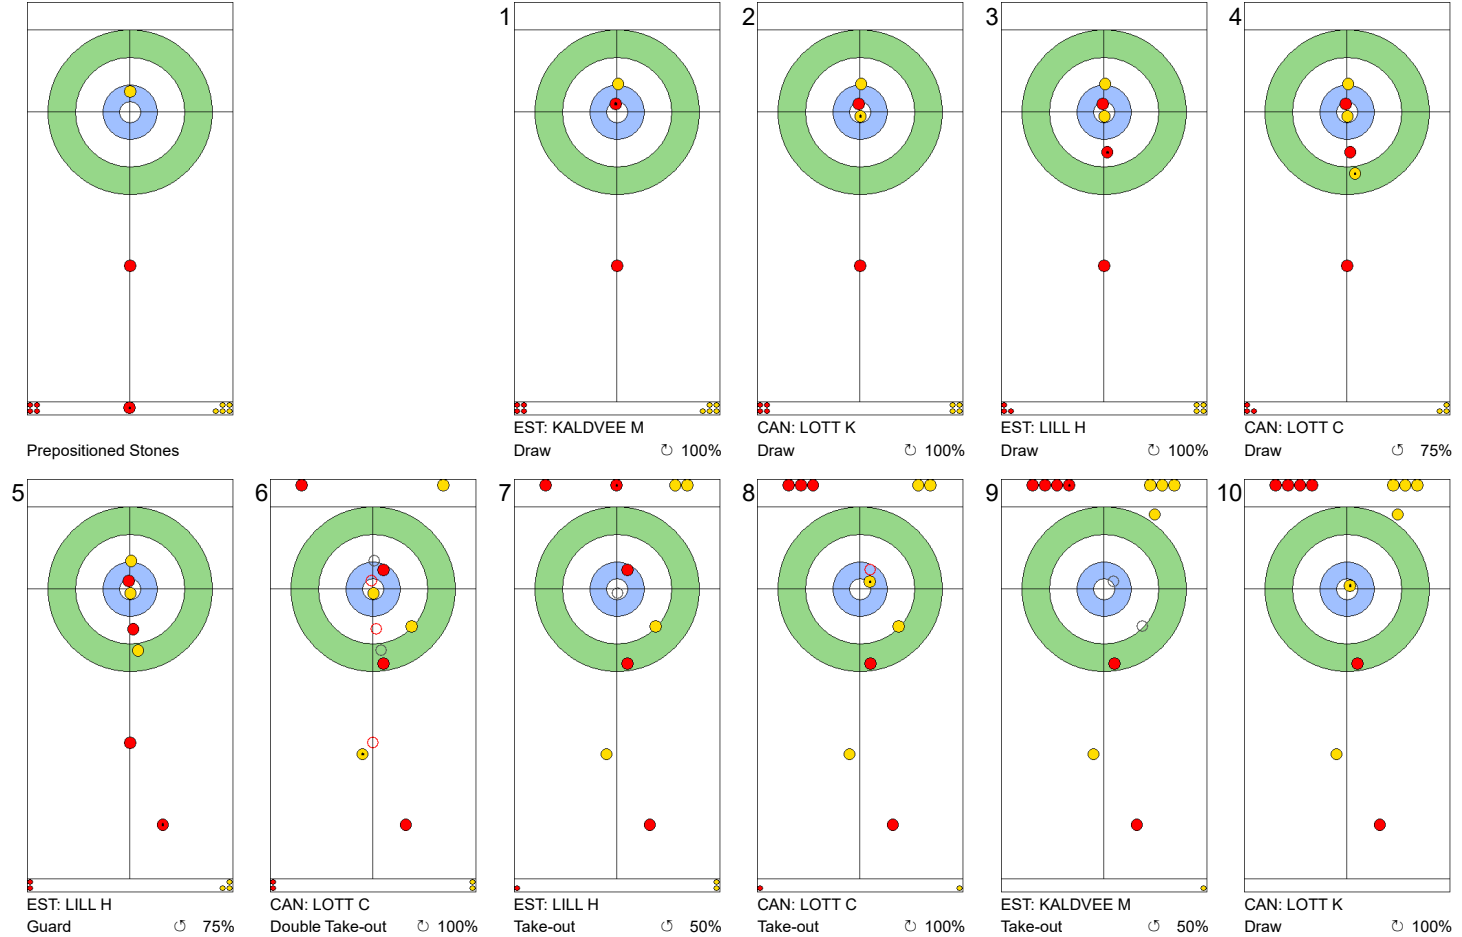 1
2
3
4
Prepositioned Stones
EST: KALDVEE M
Draw ↻ 100%
CAN: LOTT K
Draw ↻ 100%
EST: LILL H
Draw ↻ 100%
CAN: LOTT C
Draw ↺ 75%
5
6
7
8
9
10
EST: LILL H
Guard ↺ 75%
CAN: LOTT C
Double Take-out ↻ 100%
EST: LILL H
Take-out ↺ 50%
CAN: LOTT C
Take-out ↻ 100%
EST: KALDVEE M
Take-out ↺ 50%
CAN: LOTT K
Draw ↻ 100%